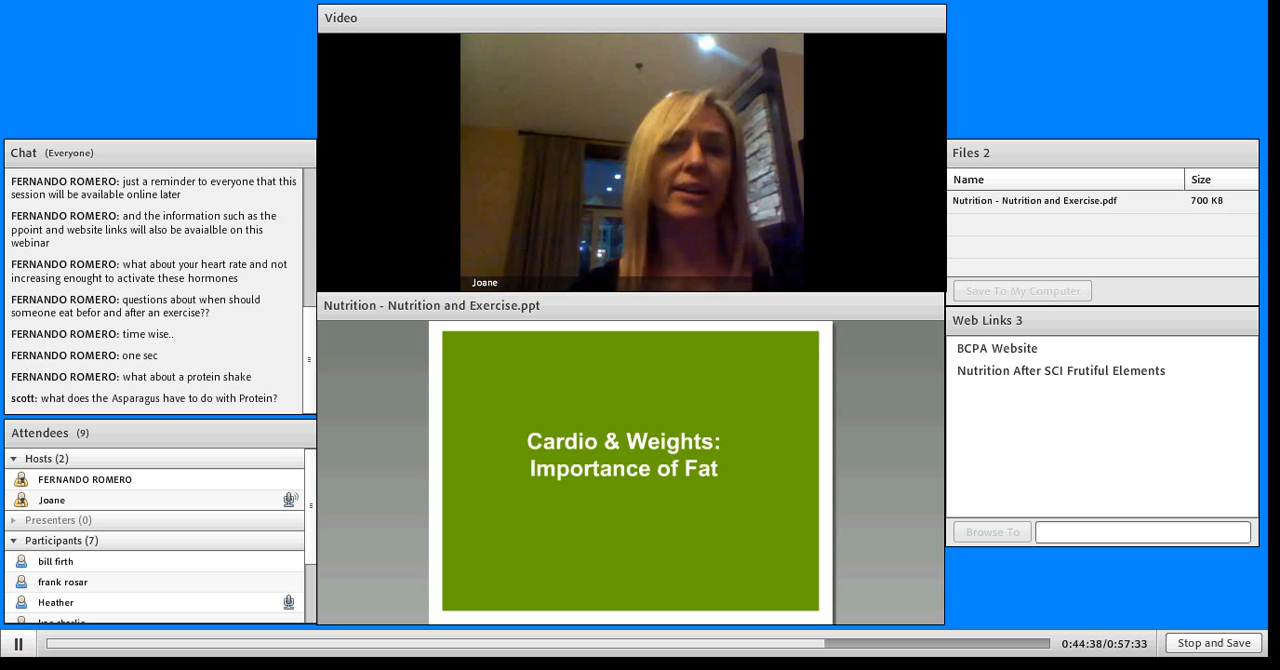 Video
Joane
Chat (Everyone)
FERNANDO ROMERO: just a reminder to everyone that this
session will be available online later
FERNANDO ROMERO: and the information such as the
ppoint and website links will also be avaialble on this
webinar
FERNANDO ROMERO: what about your heart rate and not
increasing enought to activate these hormones
FERNANDO ROMERO: questions about when should
someone eat befor and after an exercise??
FERNANDO ROMERO: time wise..
FERNANDO ROMERO: one sec
FERNANDO ROMERO: what about a protein shake
scott: what does the Asparagus have to do with Protein?
Attendees (9)
Hosts (2)
FERNANDO ROMERO
Joane
Presenters (0)
Participants (7)
bill firth
frank rosar
Heather
Nutrition - Nutrition and Exercise.ppt
Cardio & Weights:
Importance of Fat
Files 2
Name Size
Nutrition - Nutrition and Exercise.pdf 700 KB
Save To My Computer
Web Links 3
BCPA Website
Nutrition After SCI Frutiful Elements
Browse To
0:44:38/0:57:33
Stop and Save